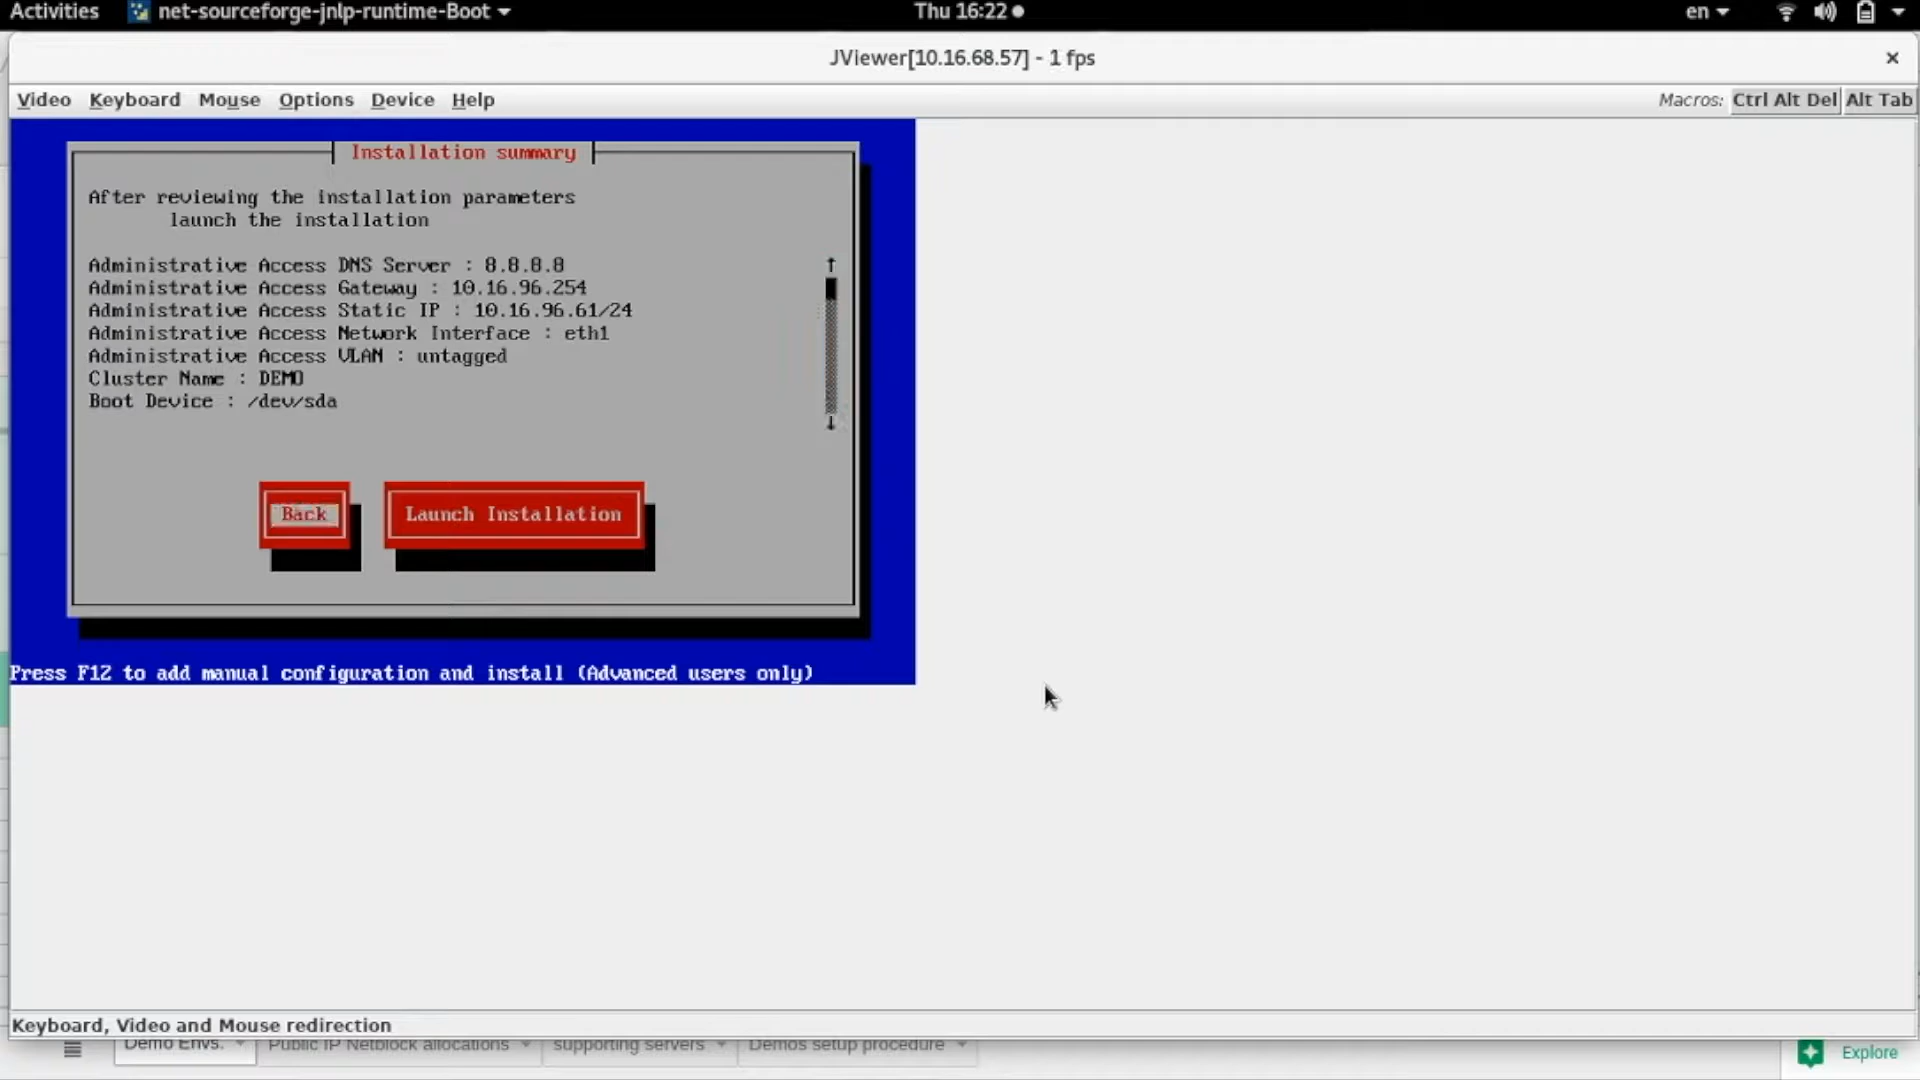 Activities net-sourceforge-jnlp-runtime-Boot Thu 16:22 en
JViewer[10.16.68.57] - 1 fps
Video Keyboard Mouse Options Device Help Macros: Ctrl Alt Del Alt Tab
Installation summary
After reviewing the installation parameters
launch the installation
Administrative Access DNS Server : 8.8.8.8
Administrative Access Gateway : 10.16.96.254
Administrative Access Static IP : 10.16.96.61/24
Administrative Access Network Interface : eth1
Administrative Access VLAN : untagged
Cluster Name : DEMO
Boot Device : /dev/sda
Back Launch Installation
Press F12 to add manual configuration and install (Advanced users only)
Keyboard, Video and Mouse redirection
Demo Envs. Public IP Netblock allocations supporting servers Demos setup procedure Explore